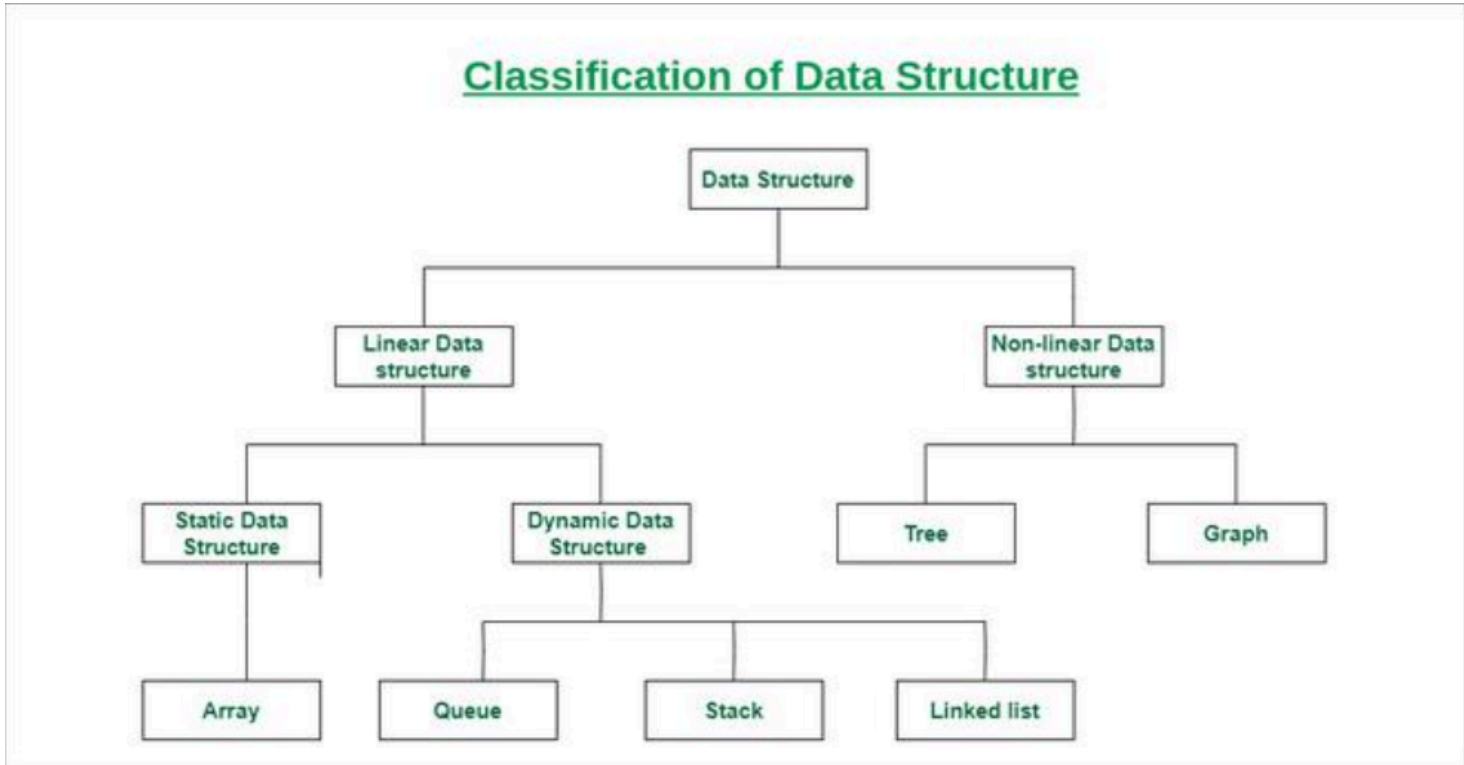 Classification of Data Structure
Data Structure
Linear Data
structure
Non-linear Data
structure
Static Data
Structure
Dynamic Data
Structure
Tree
Graph
Array
Queue
Stack
Linked list